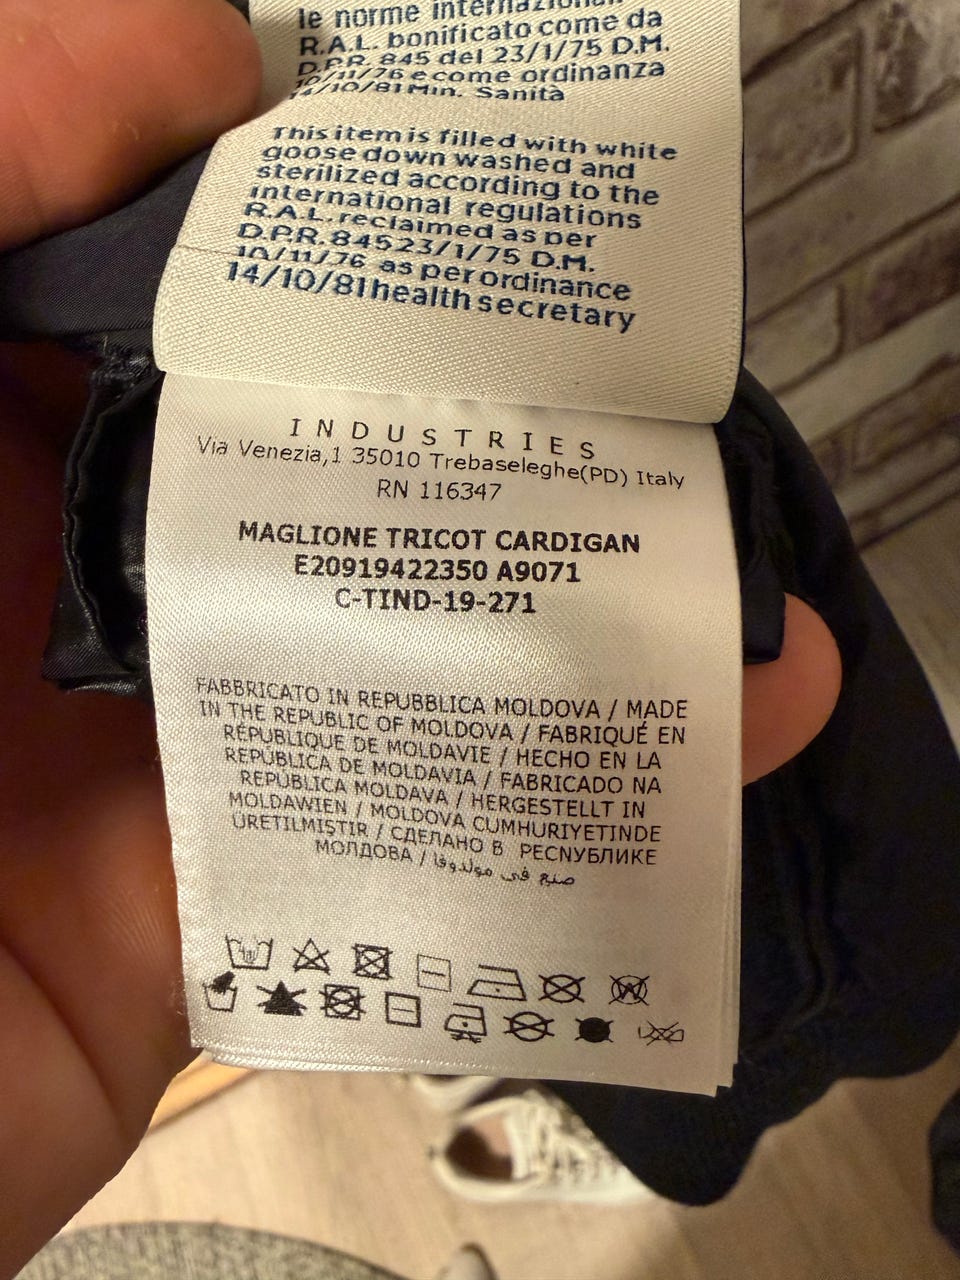 le norme internazionali
R.A.L. bonificato come da
D.P.R. 845 del 23/1/75 D.M.
10/11/76 e come ordinanza
14/10/81 Min. Sanità
This item is filled with white
goose down washed and
sterilized according to the
international regulations
R.A.L. reclaimed as per
D.P.R. 845 23/1/75 D.M.
10/11/76 as per ordinance
14/10/81 health secretary
INDUSTRIES
Via Venezia,1 35010 Trebaseleghe(PD) Italy
RN 116347
MAGLIONE TRICOT CARDIGAN
E20919422350 A9071
C-TIND-19-271
FABBRICATO IN REPUBBLICA MOLDOVA / MADE
IN THE REPUBLIC OF MOLDOVA / FABRIQUÉ EN
RÉPUBLIQUE DE MOLDAVIE / HECHO EN LA
REPÚBLICA DE MOLDAVIA / FABRICADO NA
REPÚBLICA MOLDAVA / HERGESTELLT IN
MOLDAWIEN / MOLDOVA CUMHURIYETINDE
ÜRETILMIŞTIR / СДЕЛАНО В РЕСПУБЛИКЕ
МОЛДОВА / صنع في مولدوفا